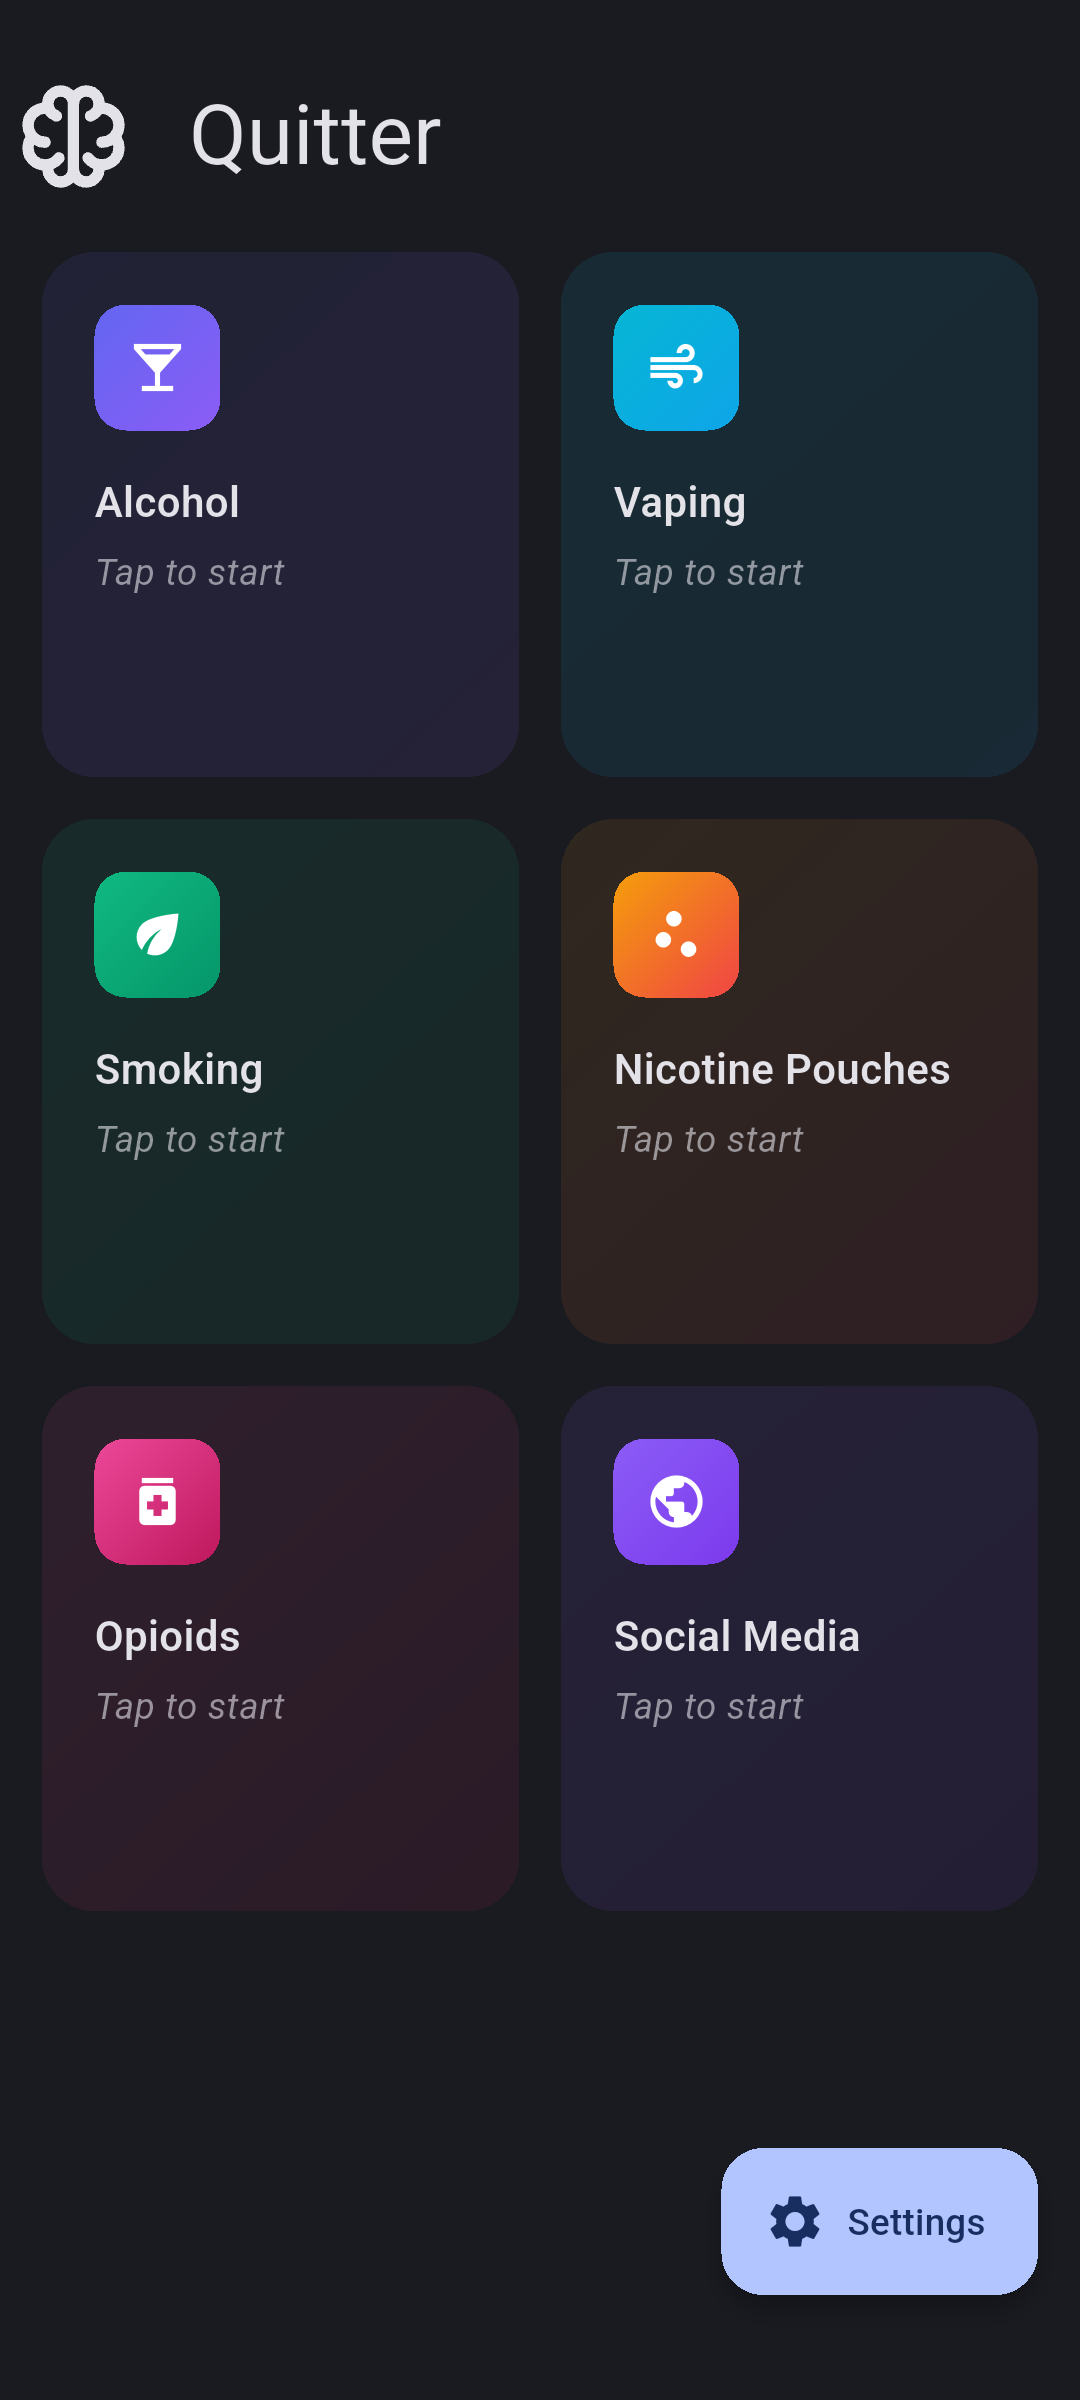 Quitter
Alcohol
Tap to start
Vaping
Tap to start
Smoking
Tap to start
Nicotine Pouches
Tap to start
Opioids
Tap to start
Social Media
Tap to start
Settings